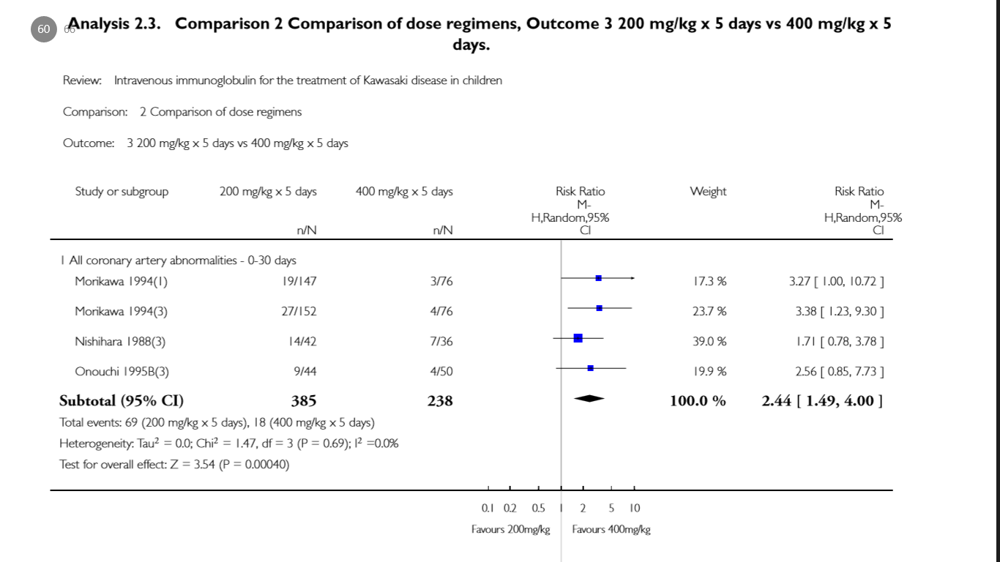 60 66
Analysis 2.3. Comparison 2 Comparison of dose regimens, Outcome 3 200 mg/kg x 5 days vs 400 mg/kg x 5
days.
Review: Intravenous immunoglobulin for the treatment of Kawasaki disease in children
Comparison: 2 Comparison of dose regimens
Outcome: 3 200 mg/kg x 5 days vs 400 mg/kg x 5 days
Study or subgroup 200 mg/kg x 5 days 400 mg/kg x 5 days Risk Ratio Weight Risk Ratio
M- M-
H,Random,95% H,Random,95%
n/N n/N CI CI
1 All coronary artery abnormalities - 0-30 days
Morikawa 1994(1) 19/147 3/76 17.3 % 3.27 [ 1.00, 10.72 ]
Morikawa 1994(3) 27/152 4/76 23.7 % 3.38 [ 1.23, 9.30 ]
Nishihara 1988(3) 14/42 7/36 39.0 % 1.71 [ 0.78, 3.78 ]
Onouchi 1995B(3) 9/44 4/50 19.9 % 2.56 [ 0.85, 7.73 ]
Subtotal (95% CI) 385 238 100.0 % 2.44 [ 1.49, 4.00 ]
Total events: 69 (200 mg/kg x 5 days), 18 (400 mg/kg x 5 days)
Heterogeneity: Tau² = 0.0; Chi² = 1.47, df = 3 (P = 0.69); I² =0.0%
Test for overall effect: Z = 3.54 (P = 0.00040)
0.1 0.2 0.5 1 2 5 10
Favours 200mg/kg Favours 400mg/kg